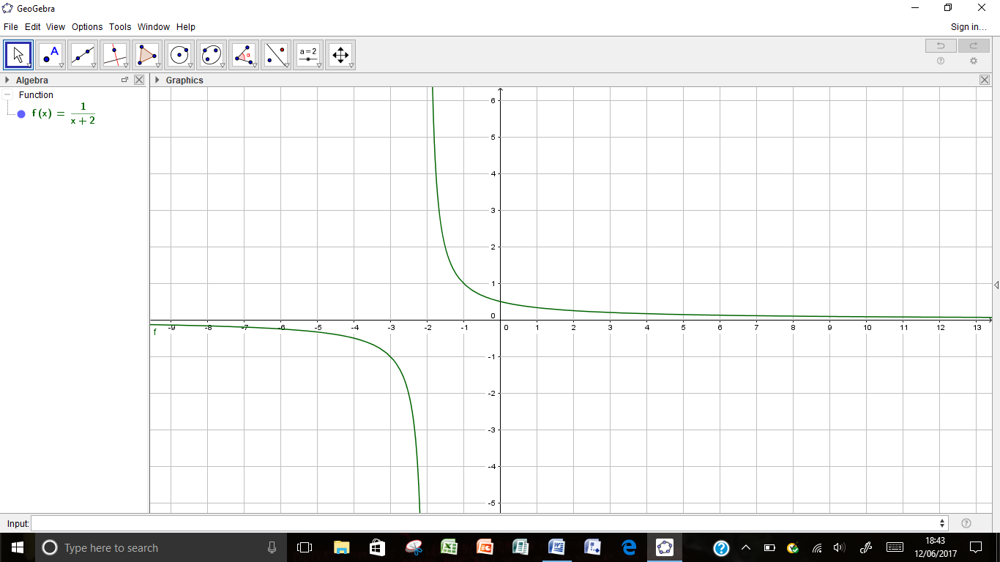 GeoGebra
File Edit View Options Tools Window Help Sign in...
A α a = 2
Algebra
Graphics
Function
f (x) = 1
x + 2
6
5
4
3
2
1
0
-9 -8 -7 -6 -5 -4 -3 -2 -1 0 1 2 3 4 5 6 7 8 9 10 11 12 13
f
-1
-2
-3
-4
-5
Input:
Type here to search
18:43
12/06/2017